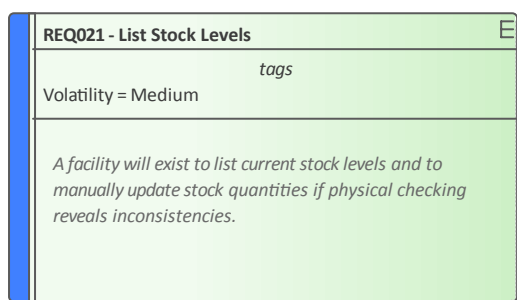 REQ021 - List Stock Levels
E
tags
Volatility = Medium
A facility will exist to list current stock levels and to
manually update stock quantities if physical checking
reveals inconsistencies.